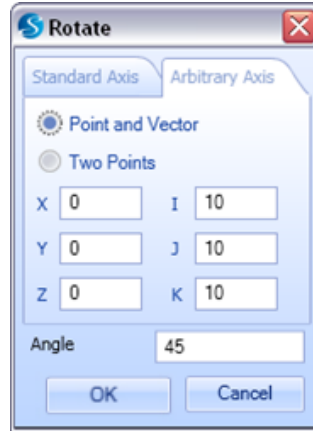 Rotate
Standard Axis Arbitrary Axis
Point and Vector
Two Points
X 0 I 10
Y 0 J 10
Z 0 K 10
Angle 45
OK Cancel